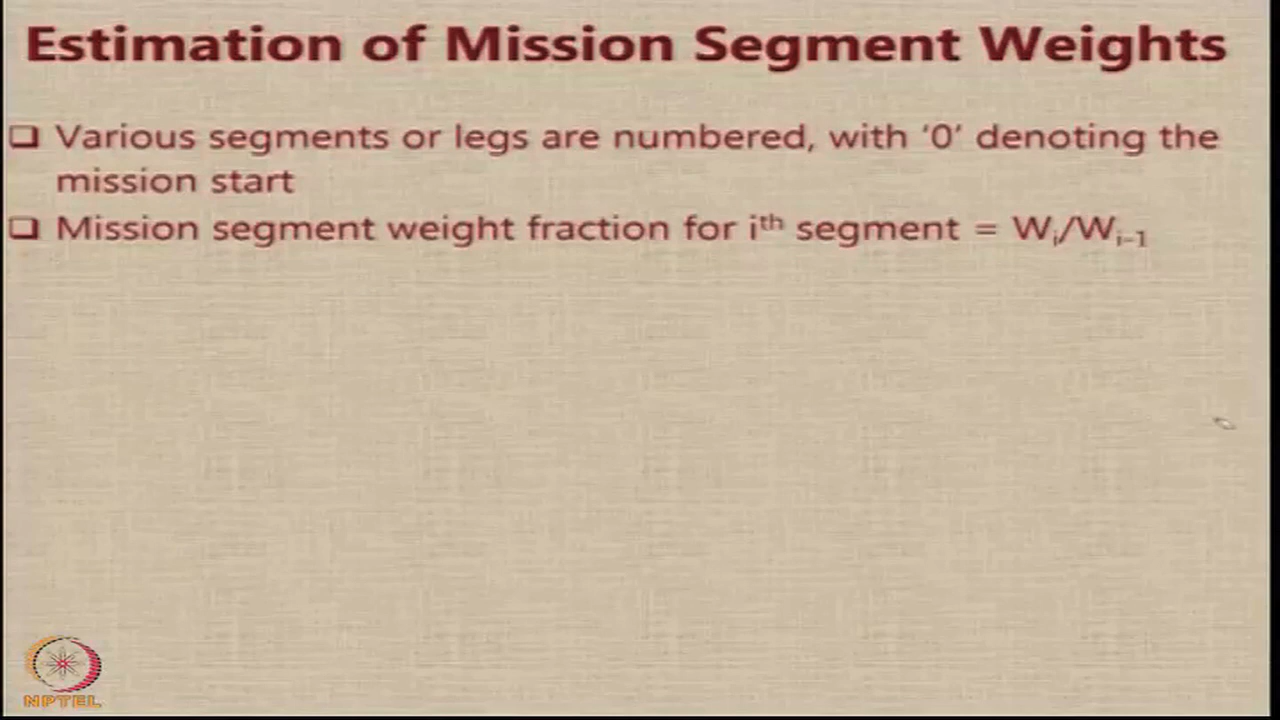 Estimation of Mission Segment Weights
❑ Various segments or legs are numbered, with ‘0’ denoting the
mission start
❑ Mission segment weight fraction for iᵗʰ segment = Wᵢ/Wᵢ₋₁
NPTEL